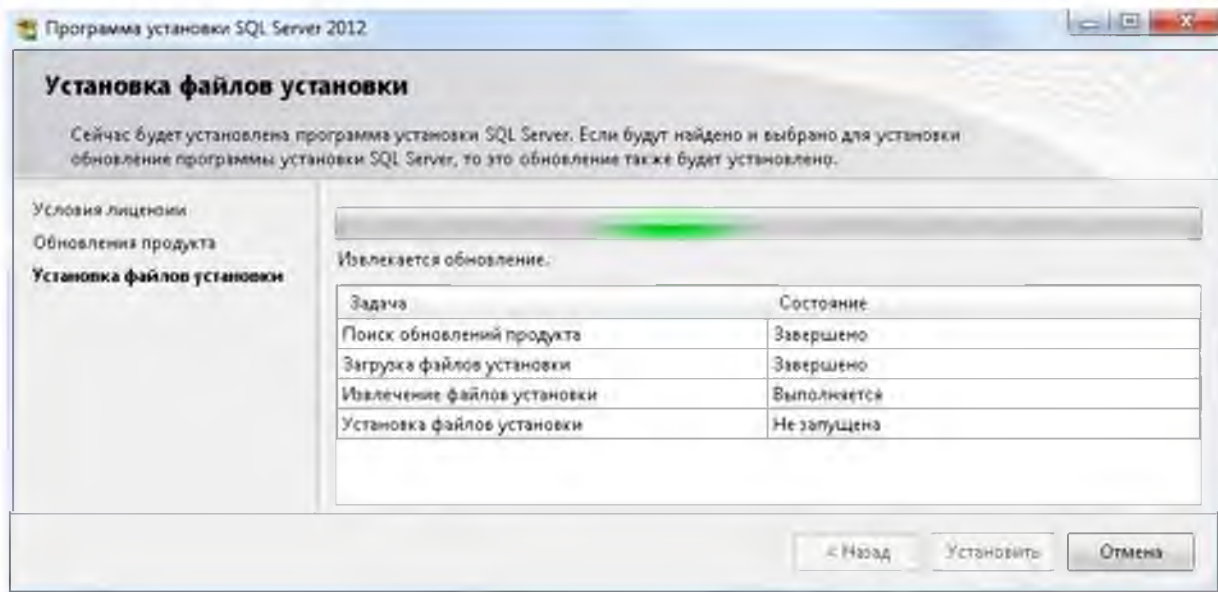 Программа установки SQL Server 2012
Установка файлов установки
Сейчас будет установлена программа установки SQL Server. Если будут найдено и выбрано для установки
обновление программы установки SQL Server, то это обновление также будет установлено.
Условия лицензии
Обновления продукта
Установка файлов установки
Извлекается обновление.
Задача Состояние
Поиск обновлений продукта Завершено
Загрузка файлов установки Завершено
Извлечение файлов установки Выполняется
Установка файлов установки Не запущена
< Назад Установить Отмена